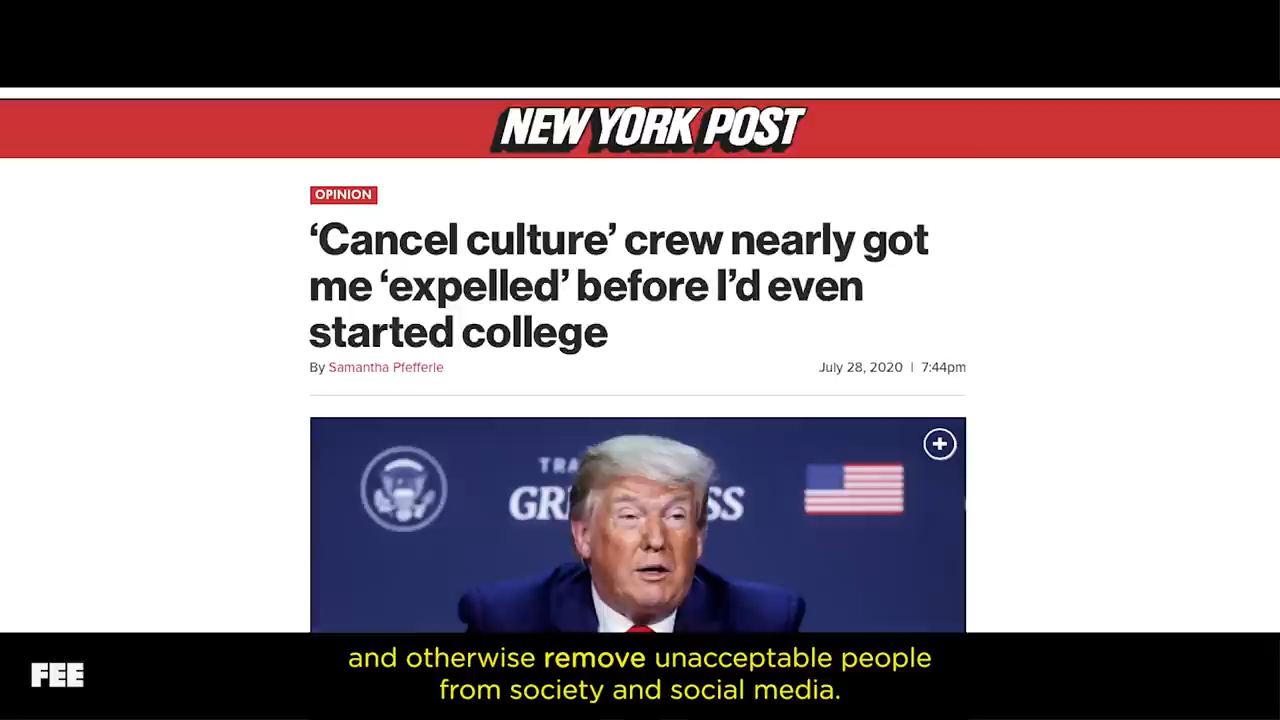 NEW YORK POST
OPINION
‘Cancel culture’ crew nearly got
me ‘expelled’ before I’d even
started college
By Samantha Pfefferle
July 28, 2020 | 7:44pm
FEE
and otherwise remove unacceptable people
from society and social media.